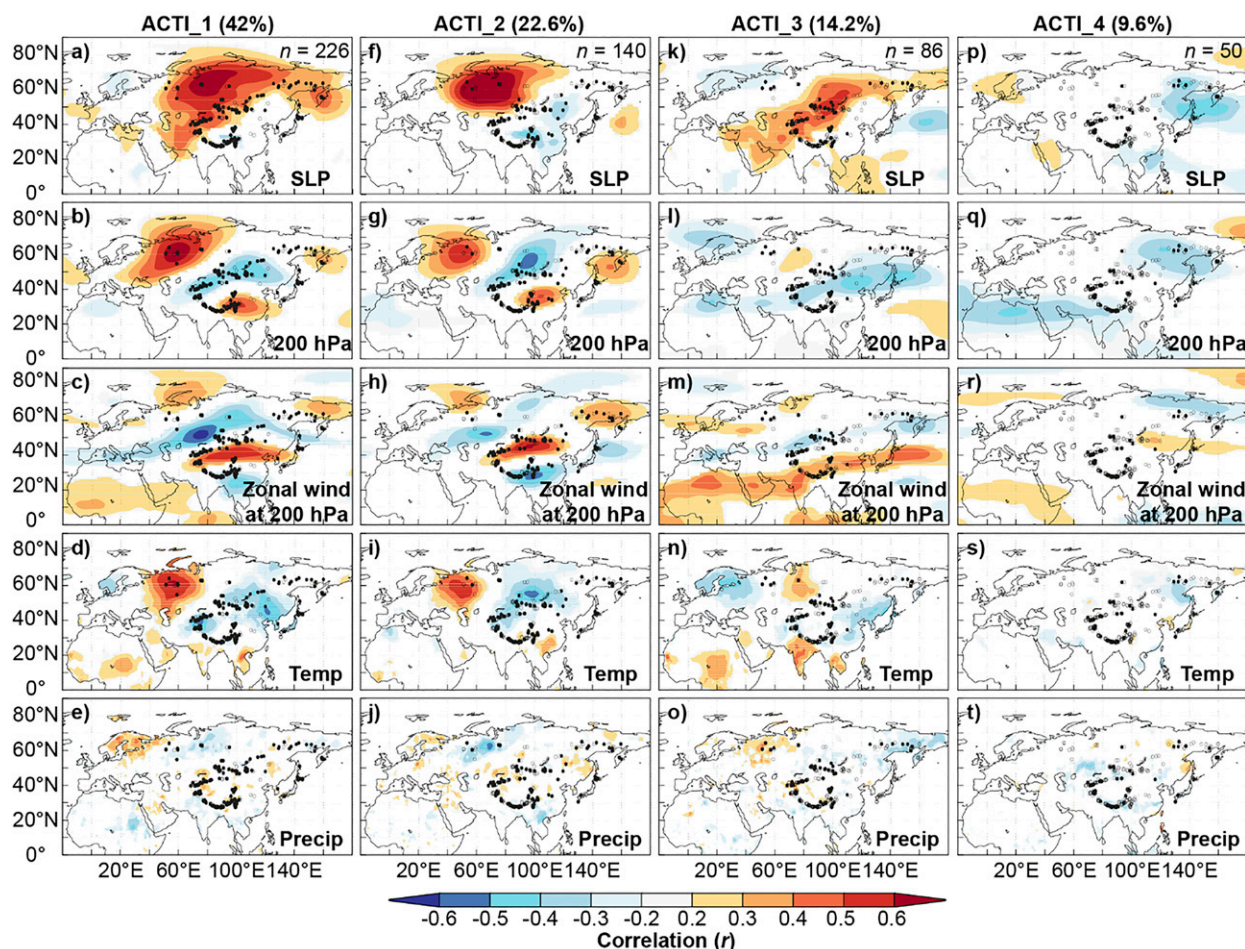 ACTI_1 (42%) ACTI_2 (22.6%) ACTI_3 (14.2%) ACTI_4 (9.6%)
80°N a) n = 226 f) n = 140 k) n = 86 p) n = 50
60°N
40°N
20°N
0° SLP SLP SLP SLP
80°N b) g) l) q)
60°N
40°N
20°N
0° 200 hPa 200 hPa 200 hPa 200 hPa
80°N c) h) m) r)
60°N
40°N
20°N Zonal wind Zonal wind Zonal wind Zonal wind
0° at 200 hPa at 200 hPa at 200 hPa at 200 hPa
80°N d) i) n) s)
60°N
40°N
20°N
0° Temp Temp Temp Temp
80°N e) j) o) t)
60°N
40°N
20°N
0° Precip Precip Precip Precip
20°E 60°E 100°E140°E 20°E 60°E 100°E140°E 20°E 60°E 100°E140°E 20°E 60°E 100°E140°E
-0.6 -0.5 -0.4 -0.3 -0.2 0.2 0.3 0.4 0.5 0.6
Correlation (r)